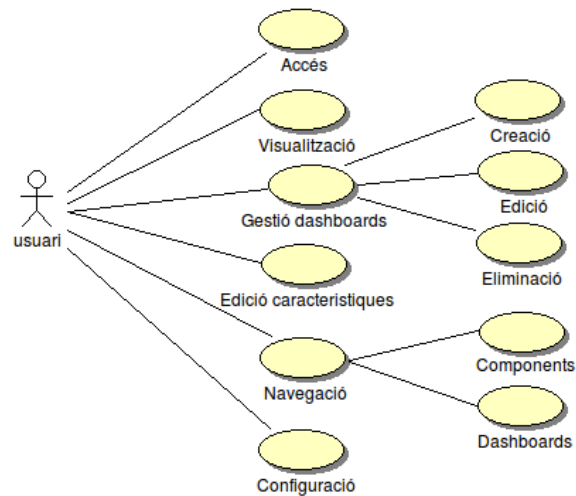 Accés
Visualització
Creació
usuari
Gestió dashboards
Edició
Eliminació
Edició caracteristiques
Navegació
Components
Dashboards
Configuració